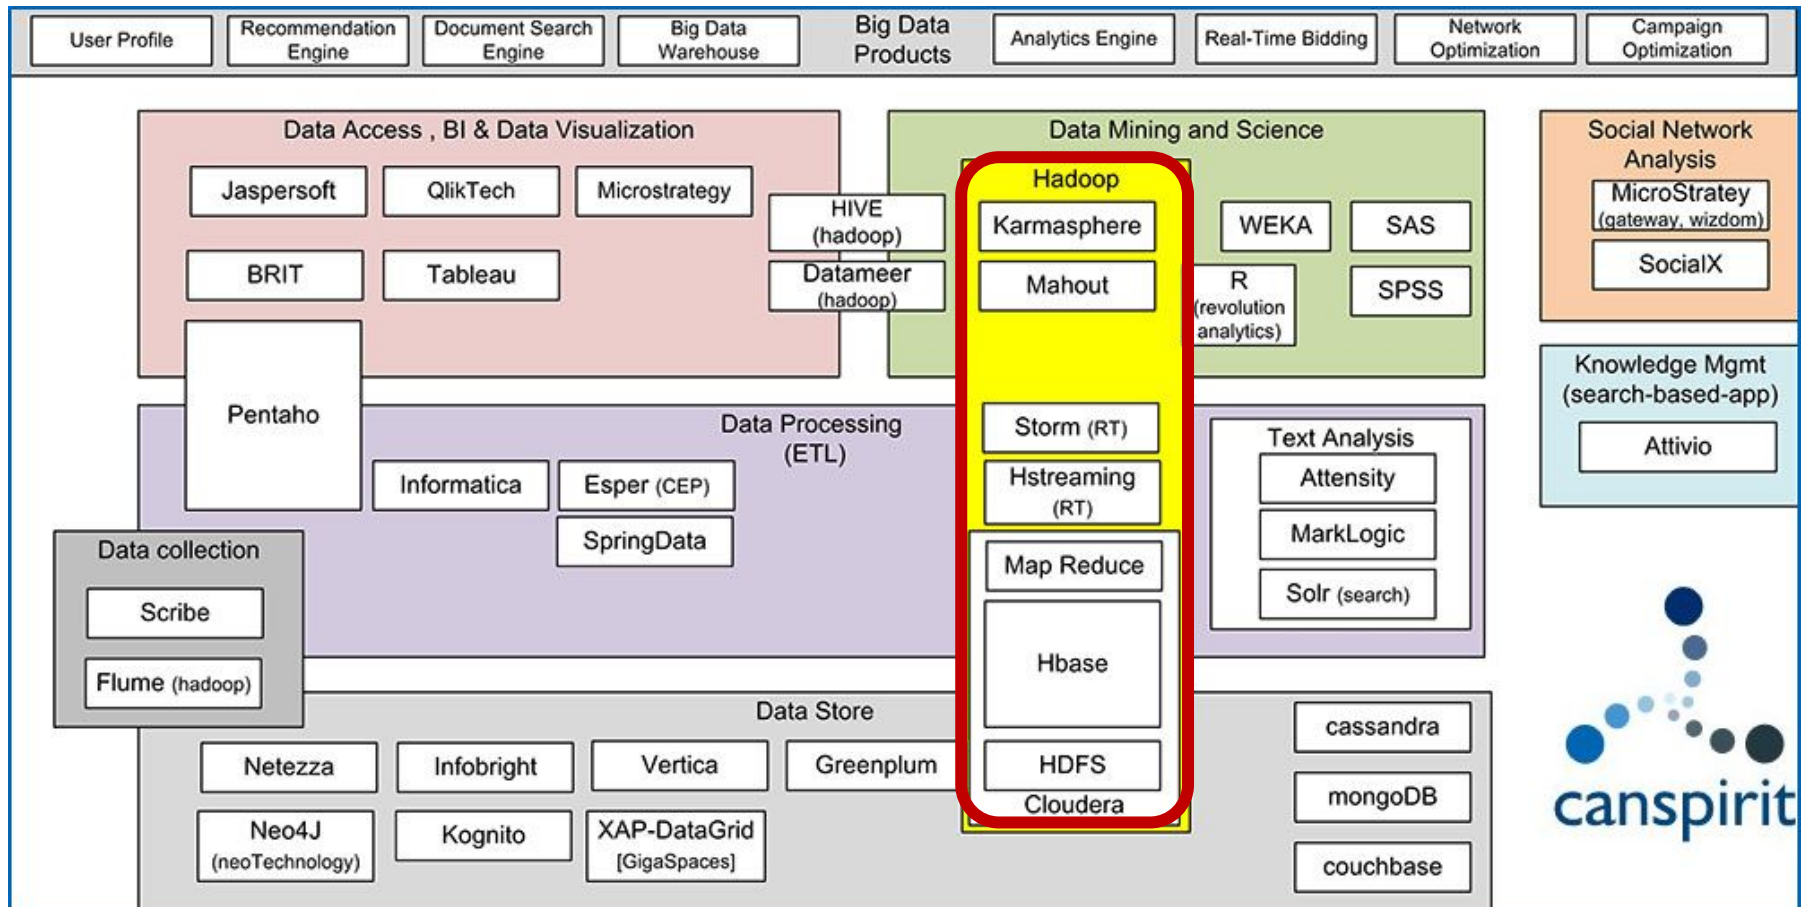 User Profile
Recommendation
Engine
Document Search
Engine
Big Data
Warehouse
Big Data
Products
Analytics Engine
Real-Time Bidding
Network
Optimization
Campaign
Optimization
Data Access , BI & Data Visualization
Jaspersoft
QlikTech
Microstrategy
BRIT
Tableau
HIVE
(hadoop)
Datameer
(hadoop)
Pentaho
Data Mining and Science
Hadoop
Karmasphere
Mahout
WEKA
SAS
R
(revolution
analytics)
SPSS
Social Network
Analysis
MicroStratey
(gateway, wizdom)
SocialX
Knowledge Mgmt
(search-based-app)
Attivio
Data Processing
(ETL)
Informatica
Esper (CEP)
SpringData
Storm (RT)
Hstreaming
(RT)
Map Reduce
Hbase
HDFS
Cloudera
Text Analysis
Attensity
MarkLogic
Solr (search)
Data collection
Scribe
Flume (hadoop)
Data Store
Netezza
Infobright
Vertica
Greenplum
Neo4J
(neoTechnology)
Kognito
XAP-DataGrid
[GigaSpaces]
cassandra
mongoDB
couchbase
canspirit